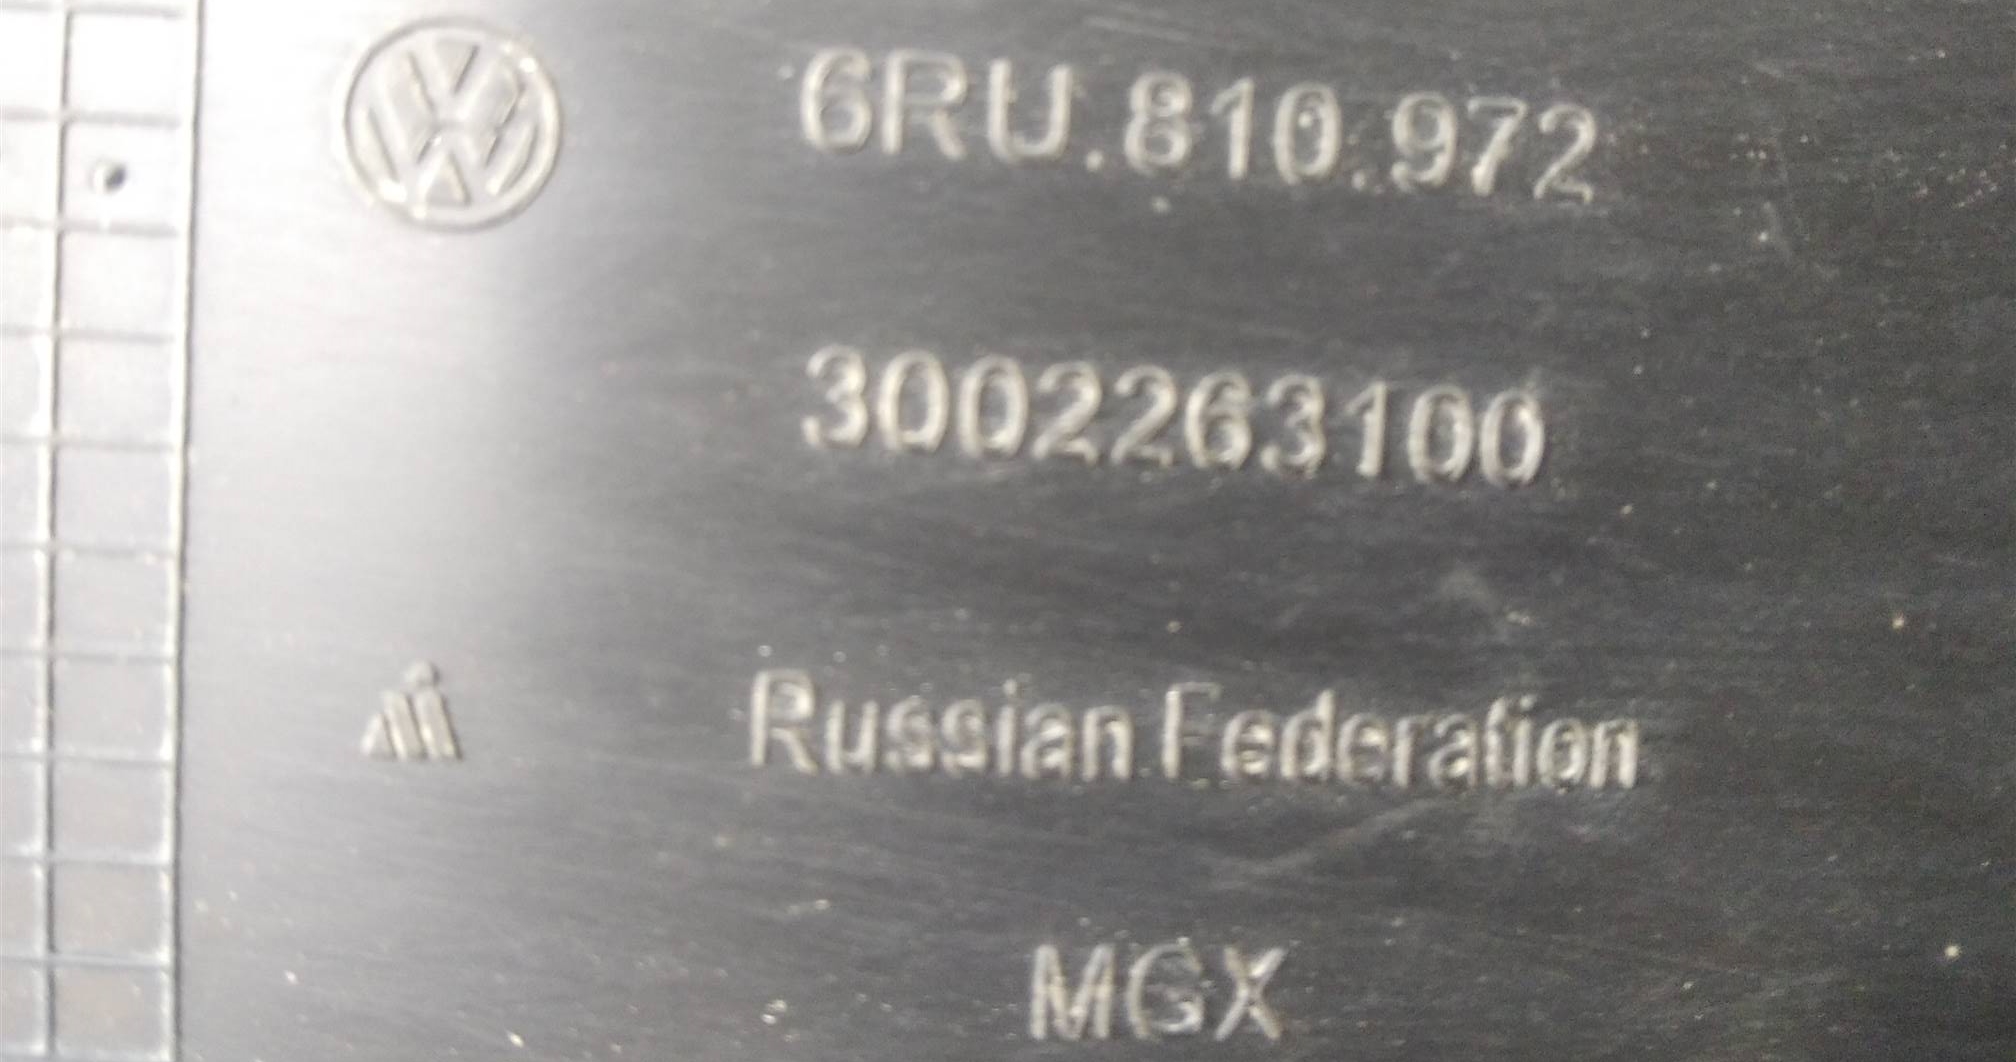 6RU.810.972
3002263100
Russian Federation
MGX